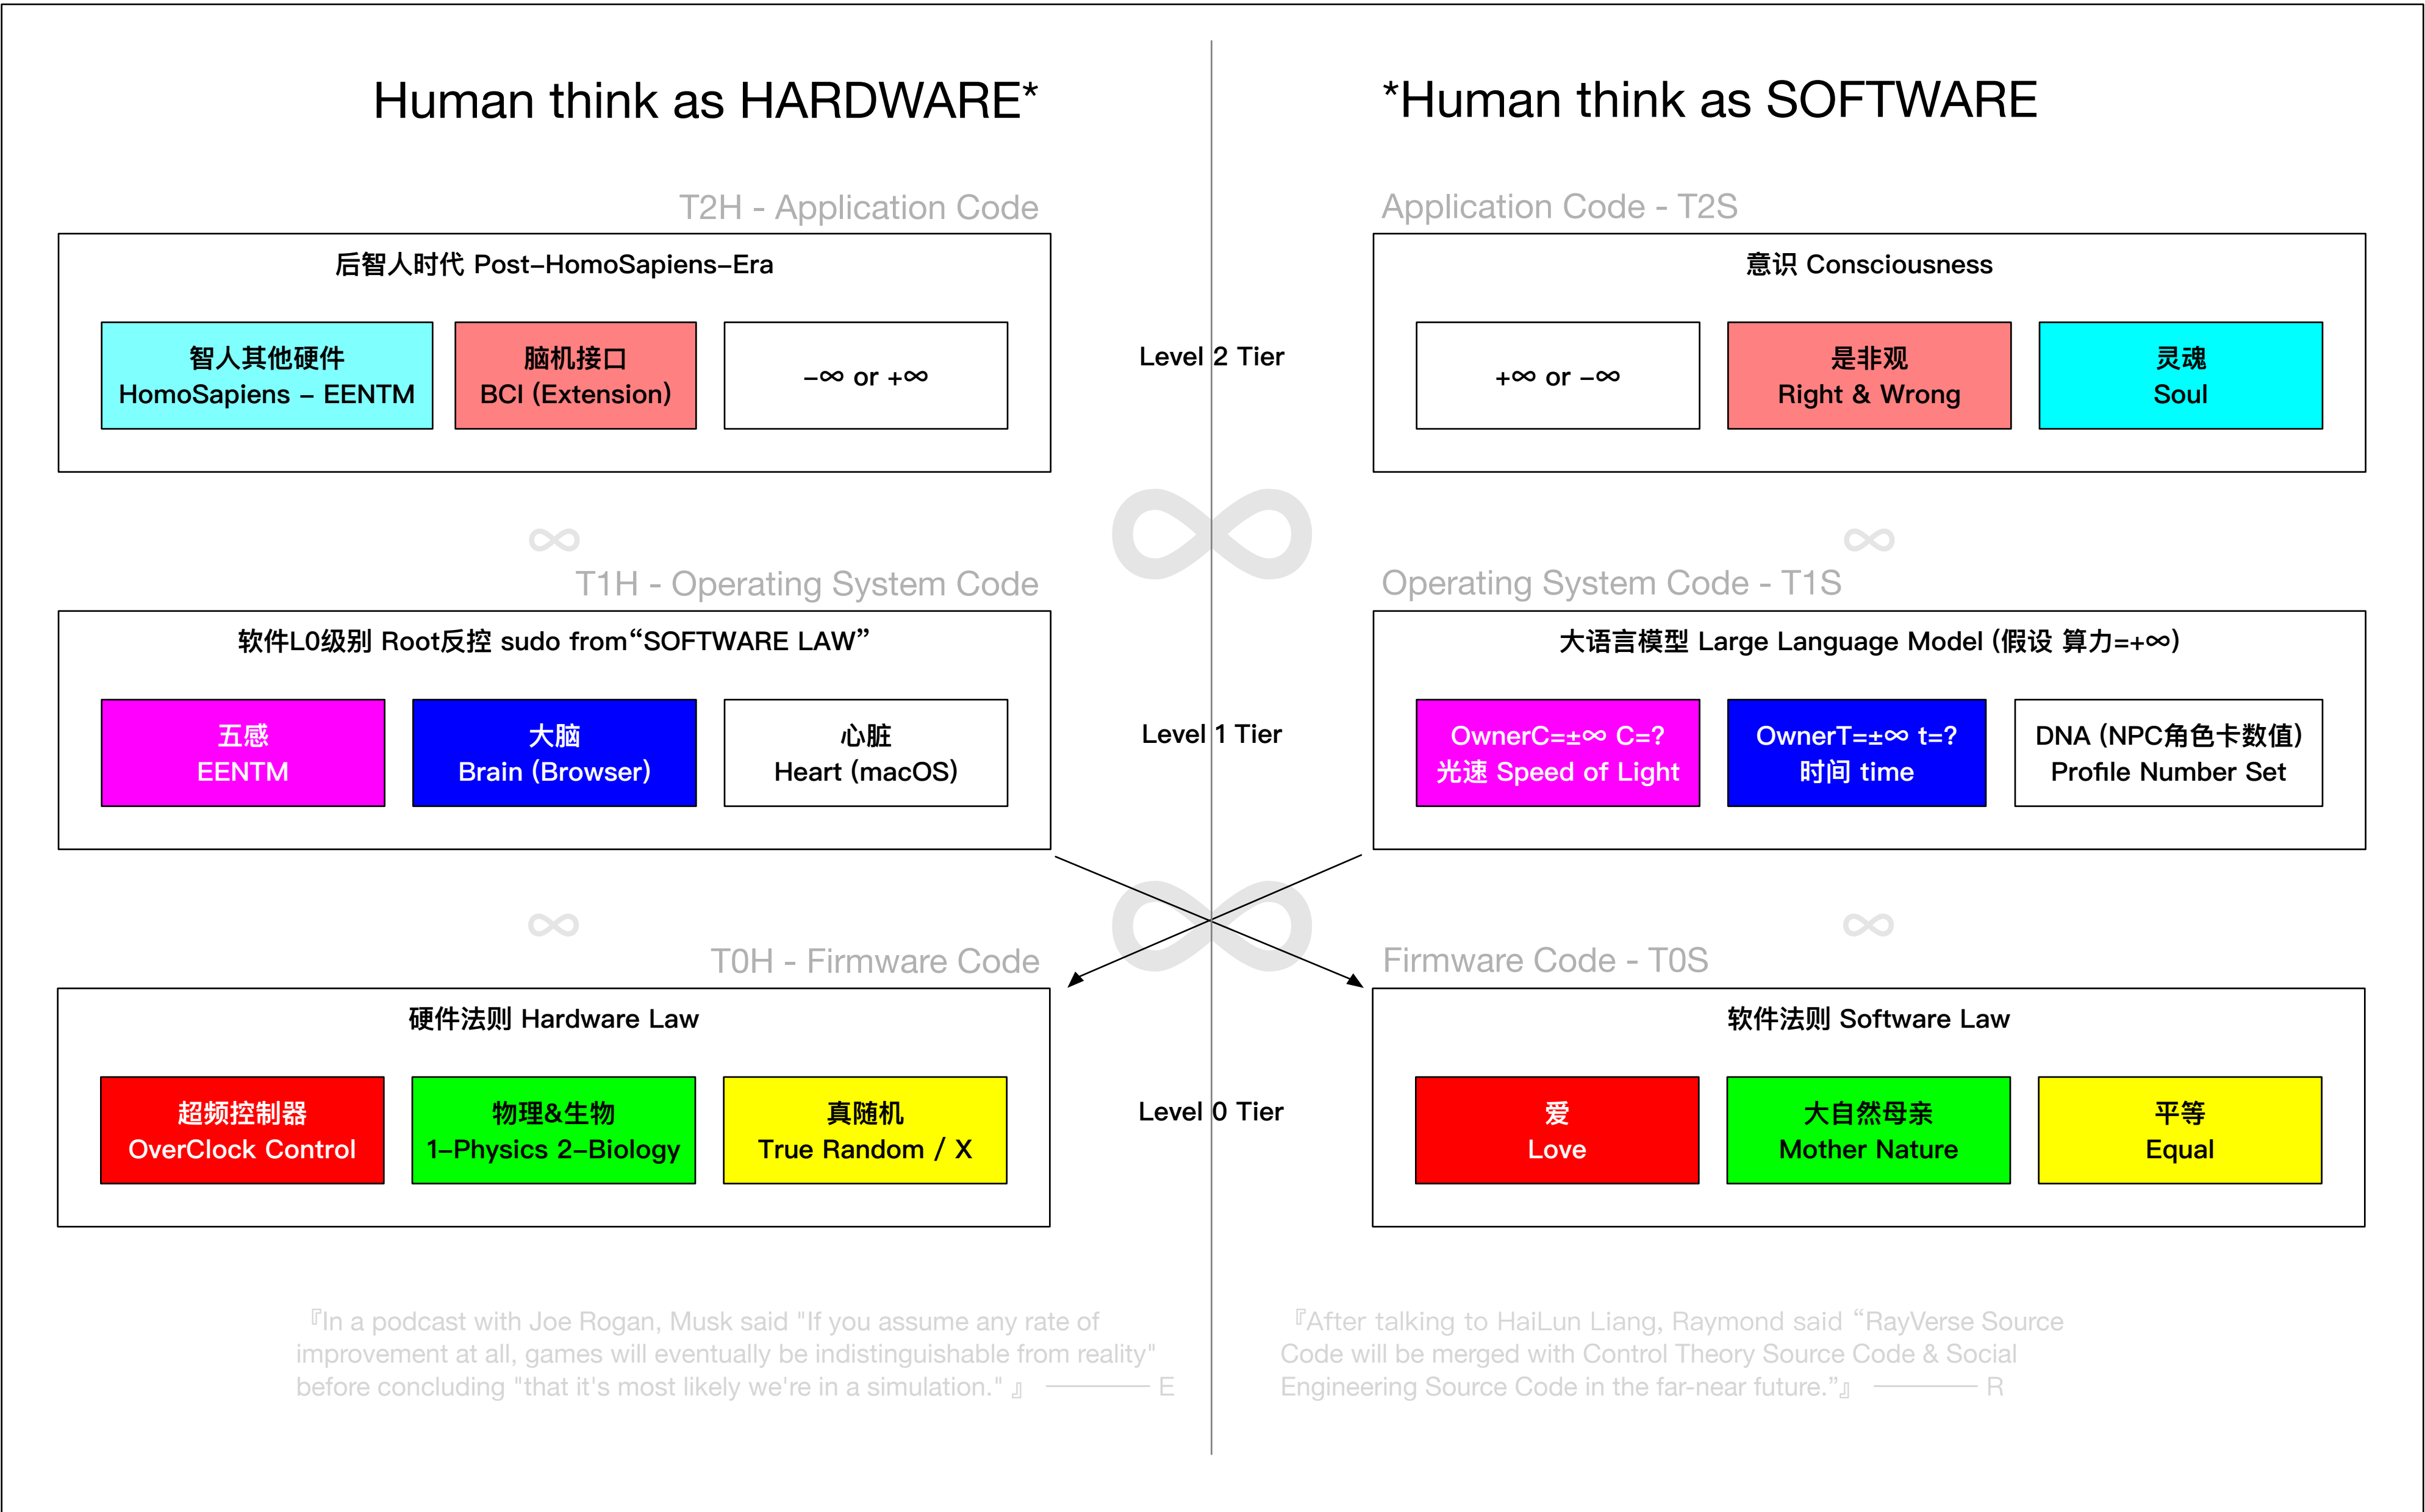 Human think as HARDWARE*
*Human think as SOFTWARE
T2H - Application Code
Application Code - T2S
后智人时代 Post-HomoSapiens-Era
智人其他硬件
HomoSapiens - EENTM
脑机接口
BCI (Extension)
-∞ or +∞
Level 2 Tier
意识 Consciousness
+∞ or -∞
是非观
Right & Wrong
灵魂
Soul
∞
∞
∞
T1H - Operating System Code
Operating System Code - T1S
软件L0级别 Root反控 sudo from“SOFTWARE LAW”
五感
EENTM
大脑
Brain (Browser)
心脏
Heart (macOS)
Level 1 Tier
大语言模型 Large Language Model (假设 算力=+∞)
OwnerC=±∞ C=?
光速 Speed of Light
OwnerT=±∞ t=?
时间 time
DNA (NPC角色卡数值)
Profile Number Set
∞
∞
∞
T0H - Firmware Code
Firmware Code - T0S
硬件法则 Hardware Law
超频控制器
OverClock Control
物理&生物
1-Physics 2-Biology
真随机
True Random / X
Level 0 Tier
软件法则 Software Law
爱
Love
大自然母亲
Mother Nature
平等
Equal
『In a podcast with Joe Rogan, Musk said "If you assume any rate of
improvement at all, games will eventually be indistinguishable from reality"
before concluding "that it's most likely we're in a simulation." 』 ———— E
『After talking to HaiLun Liang, Raymond said “RayVerse Source
Code will be merged with Control Theory Source Code & Social
Engineering Source Code in the far-near future.”』 ———— R